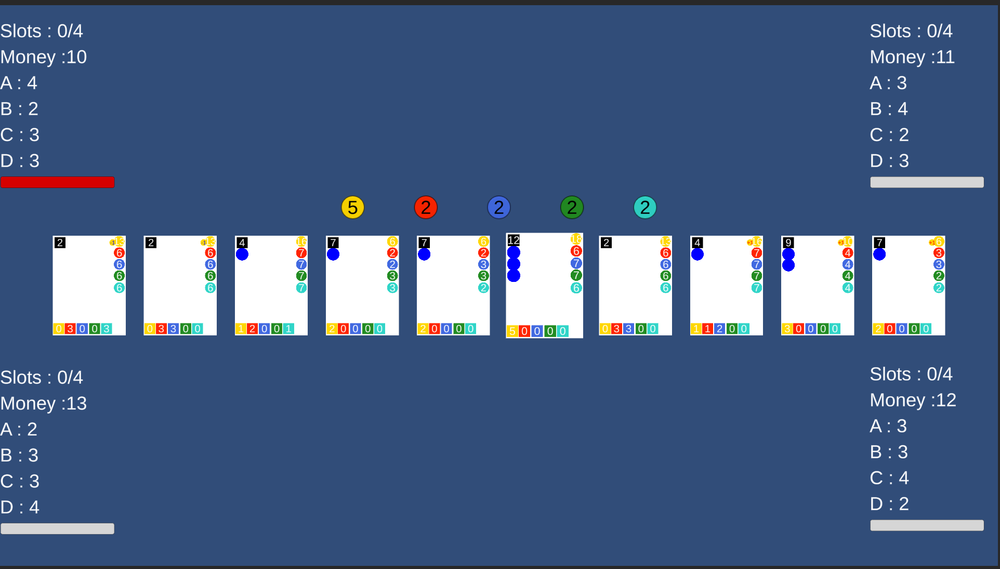 Slots : 0/4
Money :10
A : 4
B : 2
C : 3
D : 3
Slots : 0/4
Money :11
A : 3
B : 4
C : 2
D : 3
5 2 2 2 2
2 -1 13
6
6
6
6
0 3 0 0 3
2 -1 13
6
6
6
6
0 3 3 0 0
4 16
7
7
7
7
1 2 0 0 1
7 6
2
2
3
3
2 0 0 0 0
7 6
2
3
3
2
2 0 0 0 0
12 18
6
7
7
6
5 0 0 0 0
2 13
6
6
6
6
0 3 3 0 0
4 +1 16
7
7
7
7
1 1 2 0 0
9 +1 10
4
4
4
4
3 0 0 0 0
7 +1 6
3
3
2
2
2 0 0 0 0
Slots : 0/4
Money :13
A : 2
B : 3
C : 3
D : 4
Slots : 0/4
Money :12
A : 3
B : 3
C : 4
D : 2